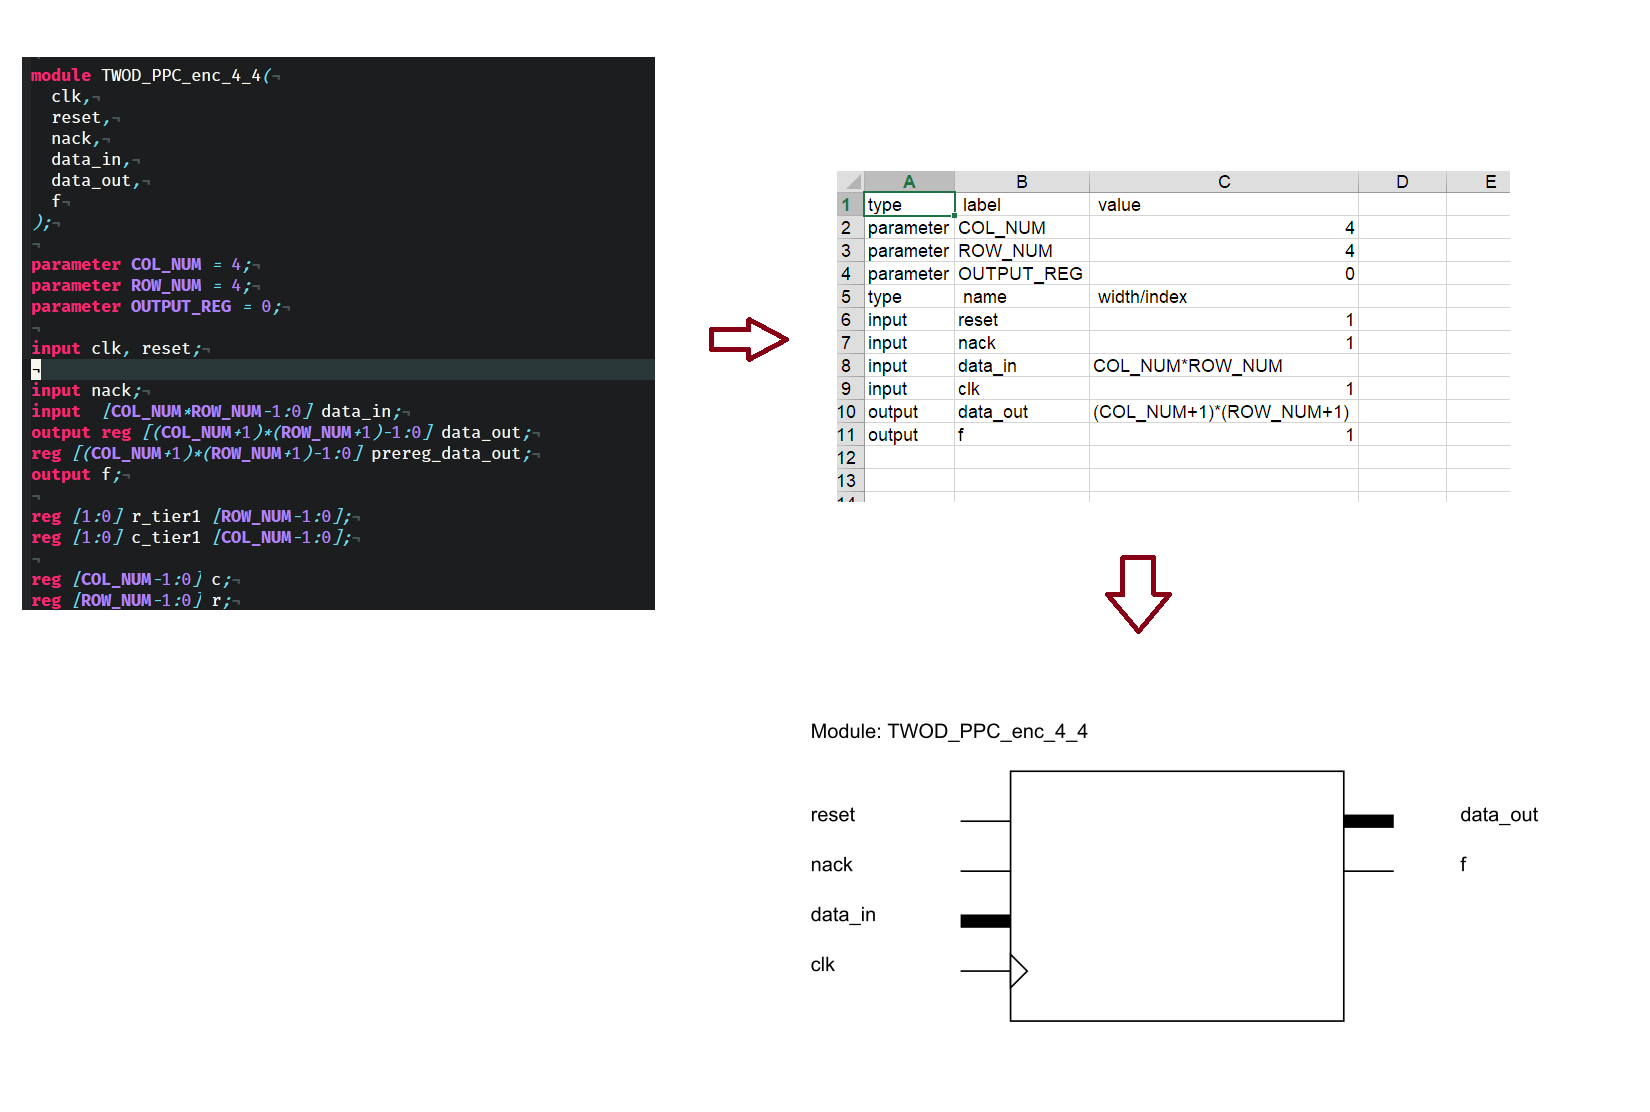 module TWOD_PPC_enc_4_4(¬
clk,¬
reset,¬
nack,¬
data_in,¬
data_out,¬
f¬
);¬
¬
parameter COL_NUM = 4;¬
parameter ROW_NUM = 4;¬
parameter OUTPUT_REG = 0;¬
¬
input clk, reset;¬
¬
input nack;¬
input  [COL_NUM*ROW_NUM-1:0] data_in;¬
output reg [(COL_NUM+1)*(ROW_NUM+1)-1:0] data_out;¬
reg [(COL_NUM+1)*(ROW_NUM+1)-1:0] prereg_data_out;¬
output f;¬
¬
reg [1:0] r_tier1 [ROW_NUM-1:0];¬
reg [1:0] c_tier1 [COL_NUM-1:0];¬
¬
reg [COL_NUM-1:0] c;¬
reg [ROW_NUM-1:0] r;¬
A B C D E
1 type label value
2 parameter COL_NUM 4
3 parameter ROW_NUM 4
4 parameter OUTPUT_REG 0
5 type name width/index
6 input reset 1
7 input nack 1
8 input data_in COL_NUM*ROW_NUM
9 input clk 1
10 output data_out (COL_NUM+1)*(ROW_NUM+1)
11 output f 1
12
13
14
Module: TWOD_PPC_enc_4_4
reset data_out
nack f
data_in
clk